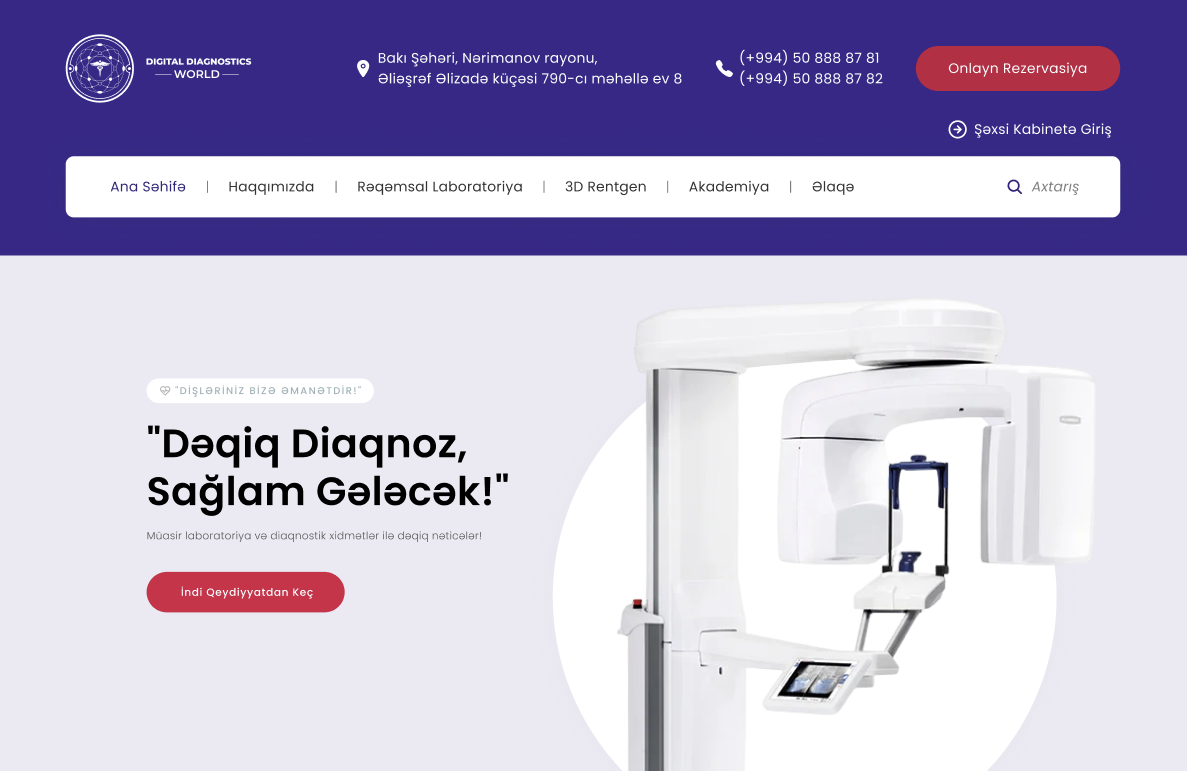 DIGITAL DIAGNOSTICS
WORLD
Bakı Şəhəri, Nərimanov rayonu,
Əliəşrəf Əlizadə küçəsi 790-cı məhəllə ev 8
(+994) 50 888 87 81
(+994) 50 888 87 82
Onlayn Rezervasiya
Şəxsi Kabinetə Giriş
Ana Səhifə | Haqqımızda | Rəqəmsal Laboratoriya | 3D Rentgen | Akademiya | Əlaqə
Axtarış
"DİŞLƏRİNİZ BİZƏ ƏMANƏTDİR!"
"Dəqiq Diaqnoz,
Sağlam Gələcək!"
Müasir laboratoriya və diaqnostik xidmətlər ilə dəqiq nəticələr!
İndi Qeydiyyatdan Keç